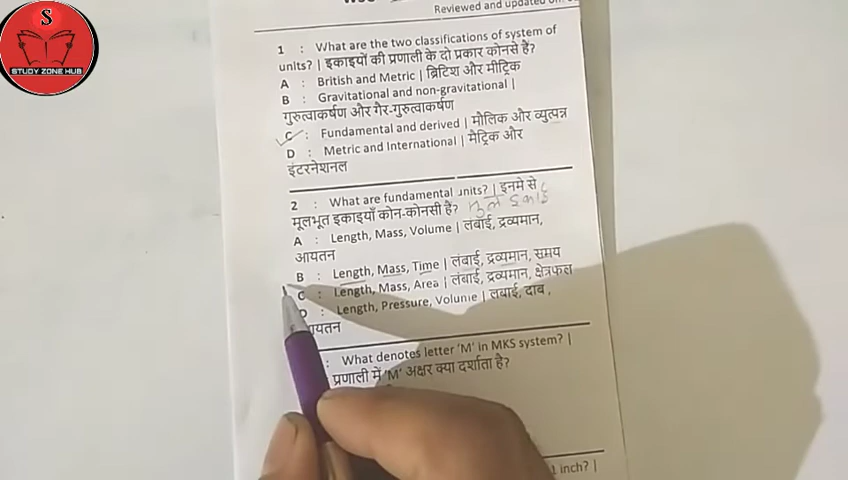 S
STUDY ZONE HUB
Reviewed and updated on:
1 : What are the two classifications of system of
units? | इकाइयों की प्रणाली के दो प्रकार कोनसे हैं?
A : British and Metric | ब्रिटिश और मीट्रिक
B : Gravitational and non-gravitational |
गुरुत्वाकर्षण और गैर-गुरुत्वाकर्षण
C : Fundamental and derived | मौलिक और व्युत्पन्न
D : Metric and International | मैट्रिक और
इंटरनेशनल
2 : What are fundamental units? | इनमे से
मूलभूत इकाइयाँ कोन-कोनसी है? मूल इकाई
A : Length, Mass, Volume | लंबाई, द्रव्यमान,
आयतन
B : Length, Mass, Time | लंबाई, द्रव्यमान, समय
C : Length, Mass, Area | लंबाई, द्रव्यमान, क्षेत्रफल
D : Length, Pressure, Volume | लंबाई, दाब,
आयतन
: What denotes letter 'M' in MKS system? |
प्रणाली में 'M' अक्षर क्या दर्शाता है?
1 inch? |